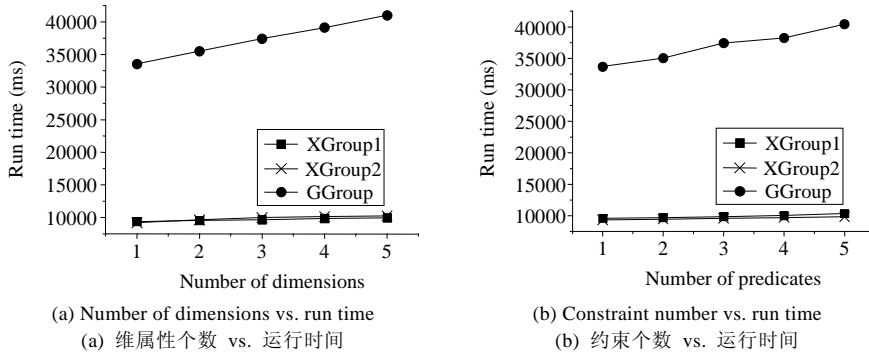 40000
35000
30000
25000
20000
15000
10000
Run time (ms)
XGroup1
XGroup2
GGroup
1 2 3 4 5
Number of dimensions
(a) Number of dimensions vs. run time
(a) 维属性个数 vs. 运行时间
40000
35000
30000
25000
20000
15000
10000
Run time (ms)
XGroup1
XGroup2
GGroup
1 2 3 4 5
Number of predicates
(b) Constraint number vs. run time
(b) 约束个数 vs. 运行时间